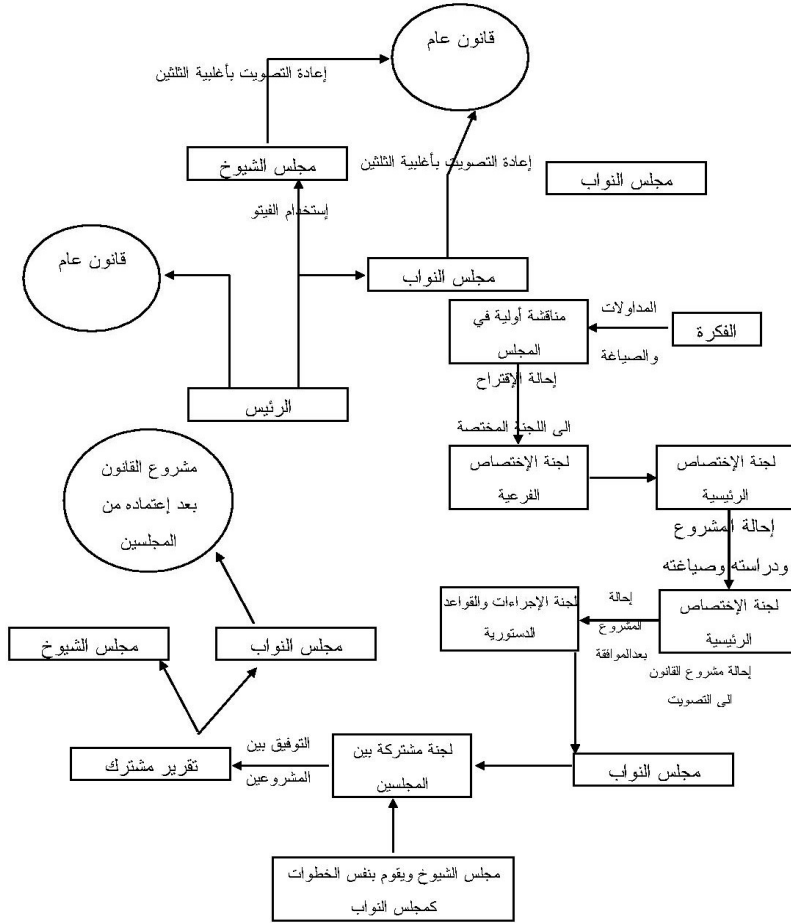 قانون عام
إعادة التصويت بأغلبية الثلثين
مجلس الشيوخ
إعادة التصويت بأغلبية الثلثين
مجلس النواب
إستخدام الفيتو
قانون عام
مجلس النواب
المداولات
والصياغة
الفكرة
مناقشة أولية في
المجلس
إحالة الإقتراح
الى اللجنة المختصة
الرئيس
لجنة الإختصاص
الرئيسية
لجنة الإختصاص
الفرعية
مشروع القانون
بعد إعتماده من
المجلسين
إحالة المشروع
ودراسته وصياغته
لجنة الإختصاص
الرئيسية
إحالة
المشروع
بعدالموافقة
لجنة الإجراءات والقواعد
الدستورية
مجلس النواب
مجلس الشيوخ
إحالة مشروع القانون
الى التصويت
مجلس النواب
لجنة مشتركة بين
المجلسين
التوفيق بين
المشروعين
تقرير مشترك
مجلس الشيوخ ويقوم بنفس الخطوات
كمجلس النواب